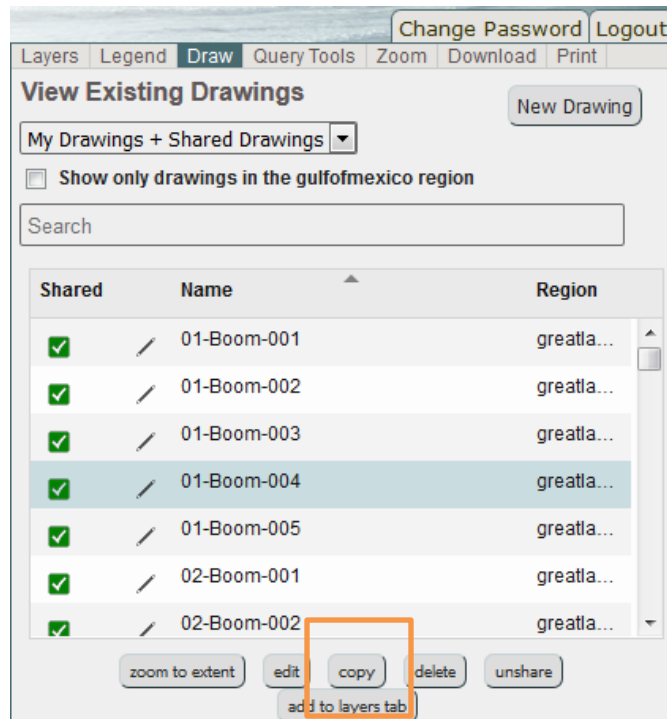 Change Password Logout
Layers Legend Draw Query Tools Zoom Download Print
View Existing Drawings
New Drawing
My Drawings + Shared Drawings
Show only drawings in the gulfofmexico region
Search
Shared Name Region
01-Boom-001 greatla...
01-Boom-002 greatla...
01-Boom-003 greatla...
01-Boom-004 greatla...
01-Boom-005 greatla...
02-Boom-001 greatla...
02-Boom-002 greatla...
zoom to extent edit copy delete unshare
add to layers tab